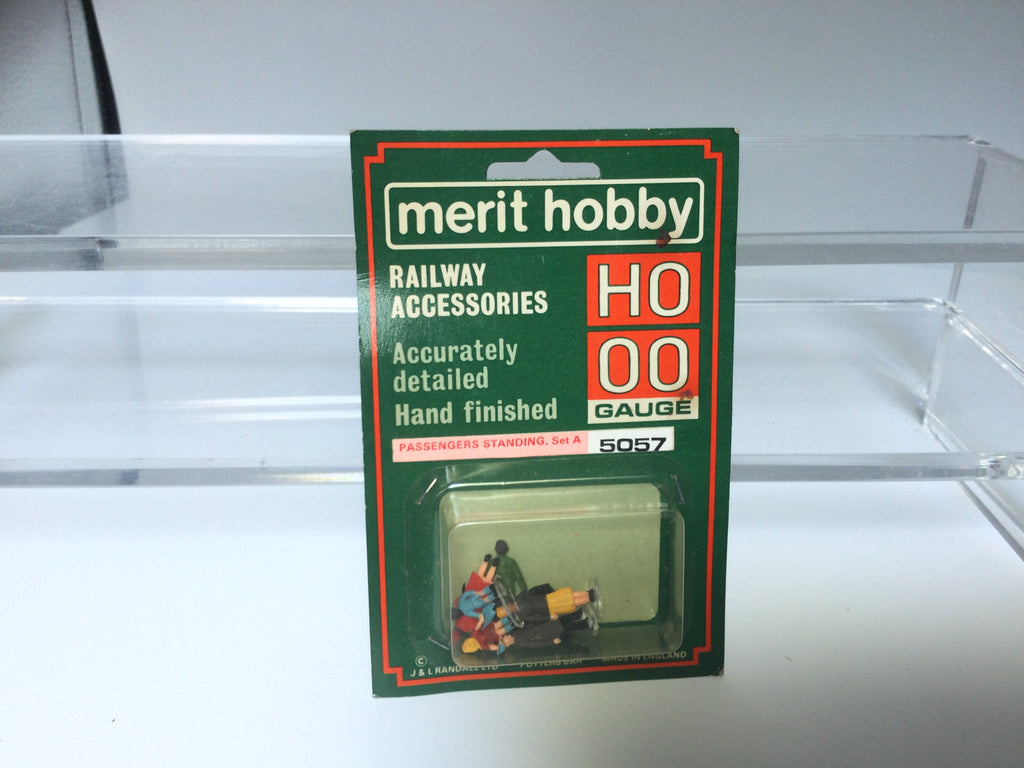 merit hobby
RAILWAY
ACCESSORIES
HO
OO
GAUGE
Accurately
detailed
Hand finished
PASSENGERS STANDING, Set A
5057
©
J & L RANDALL LTD POTTERS BAR MADE IN ENGLAND